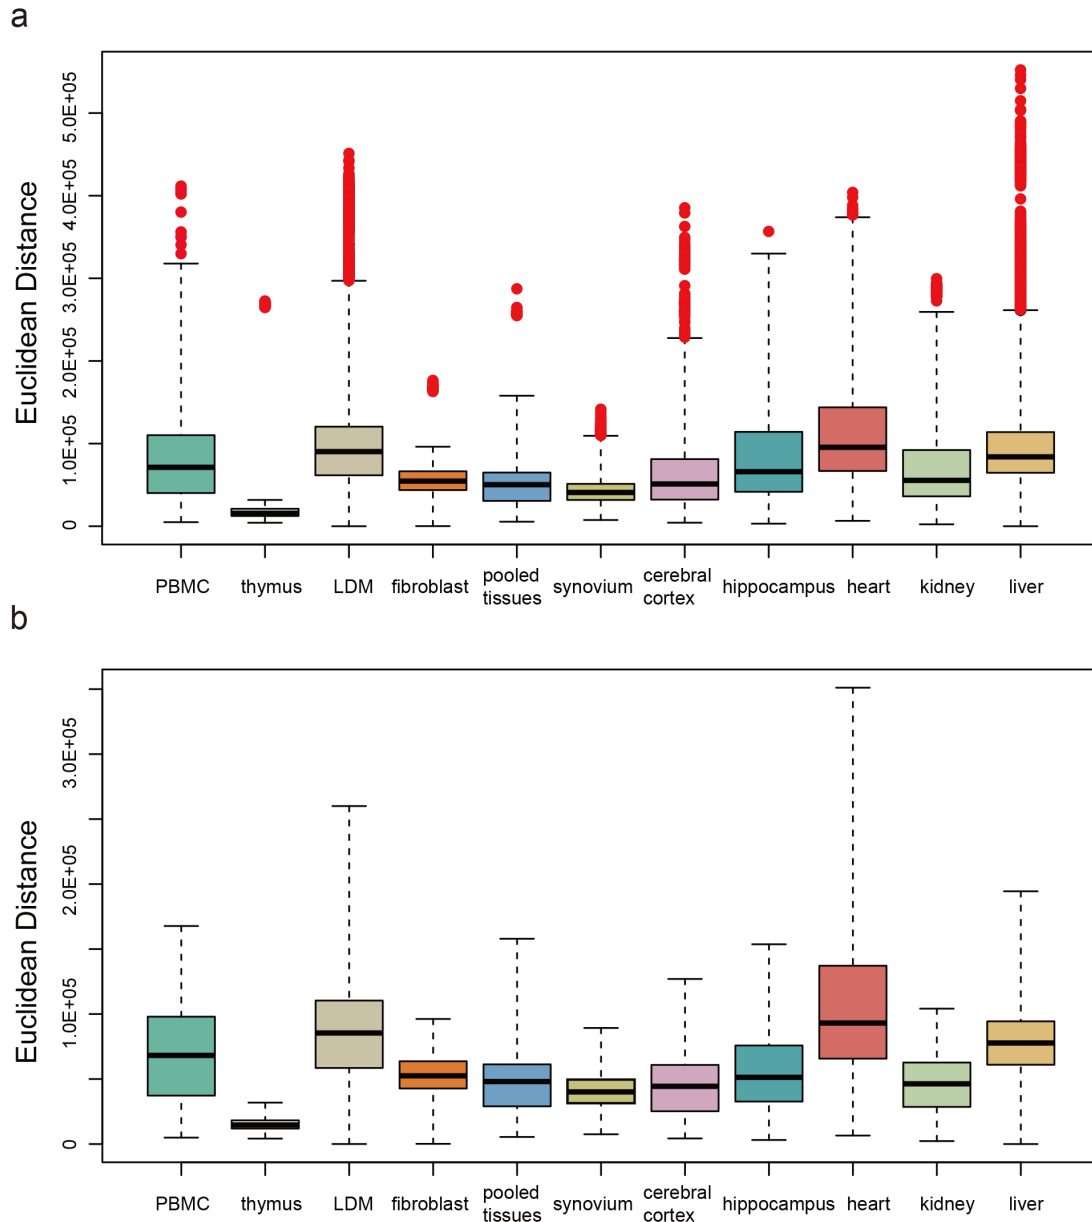 a
Euclidean Distance
5.0E+05
4.0E+05
3.0E+05
2.0E+05
1.0E+05
0
PBMC thymus LDM fibroblast pooled tissues synovium cerebral cortex hippocampus heart kidney liver
b
Euclidean Distance
3.0E+05
2.0E+05
1.0E+05
0
PBMC thymus LDM fibroblast pooled tissues synovium cerebral cortex hippocampus heart kidney liver